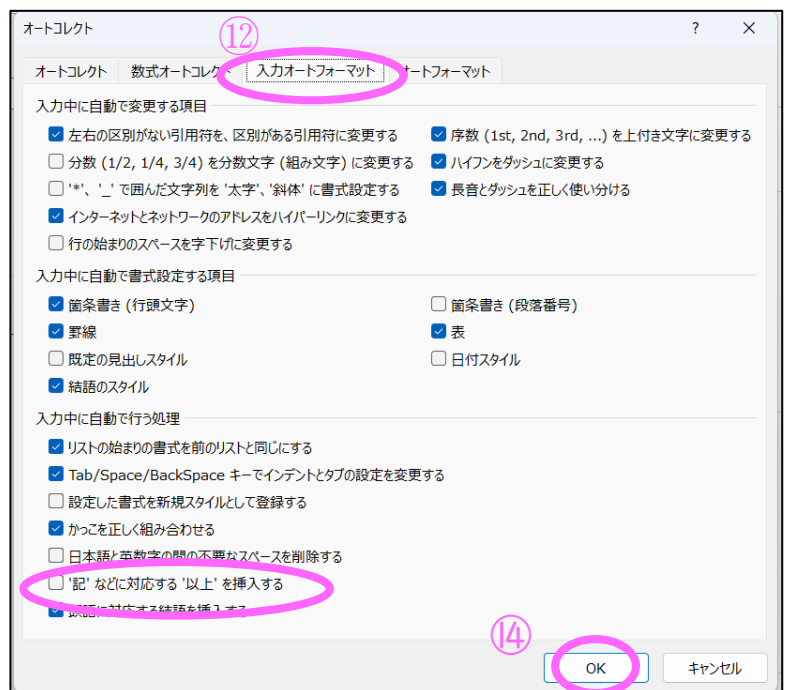 オートコレクト
⑫
オートコレクト 数式オートコレクト 入力オートフォーマット オートフォーマット
入力中に自動で変更する項目
左右の区別がない引用符を、区別がある引用符に変更する 序数 (1st, 2nd, 3rd, ...) を上付き文字に変更する
分数 (1/2, 1/4, 3/4) を分数文字 (組み文字) に変更する ハイフンをダッシュに変更する
'*'、'_' で囲んだ文字列を '太字'、'斜体' に書式設定する 長音とダッシュを正しく使い分ける
インターネットとネットワークのアドレスをハイパーリンクに変更する
行の始まりのスペースを字下げに変更する
入力中に自動で書式設定する項目
箇条書き (行頭文字) 箇条書き (段落番号)
罫線 表
既定の見出しスタイル 日付スタイル
結語のスタイル
入力中に自動で行う処理
リストの始まりの書式を前のリストと同じにする
Tab/Space/BackSpace キーでインデントとタブの設定を変更する
設定した書式を新規スタイルとして登録する
かっこを正しく組み合わせる
日本語と英数字の間の不要なスペースを削除する
'記' などに対応する '以上' を挿入する
頭語に対応する結語を挿入する
⑭
OK キャンセル